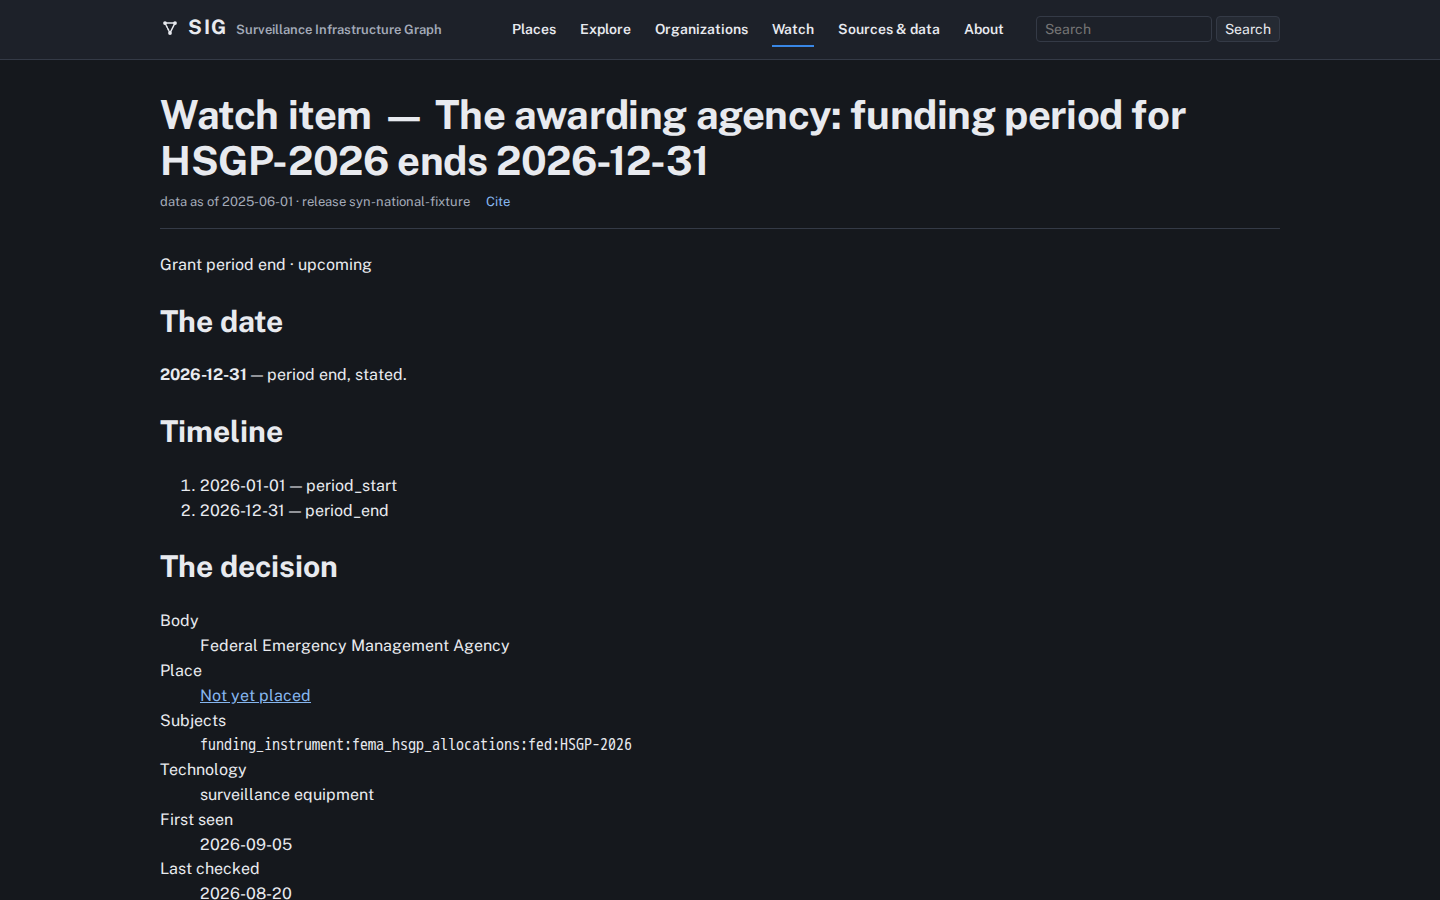 SIG Surveillance Infrastructure Graph Places Explore Organizations Watch Sources & data About Search Search
Watch item — The awarding agency: funding period for
HSGP-2026 ends 2026-12-31
data as of 2025-06-01 · release syn-national-fixture Cite
Grant period end · upcoming
The date
2026-12-31 — period end, stated.
Timeline
1. 2026-01-01 — period_start
2. 2026-12-31 — period_end
The decision
Body
Federal Emergency Management Agency
Place
Not yet placed
Subjects
funding_instrument:fema_hsgp_allocations:fed:HSGP-2026
Technology
surveillance equipment
First seen
2026-09-05
Last checked
2026-08-20